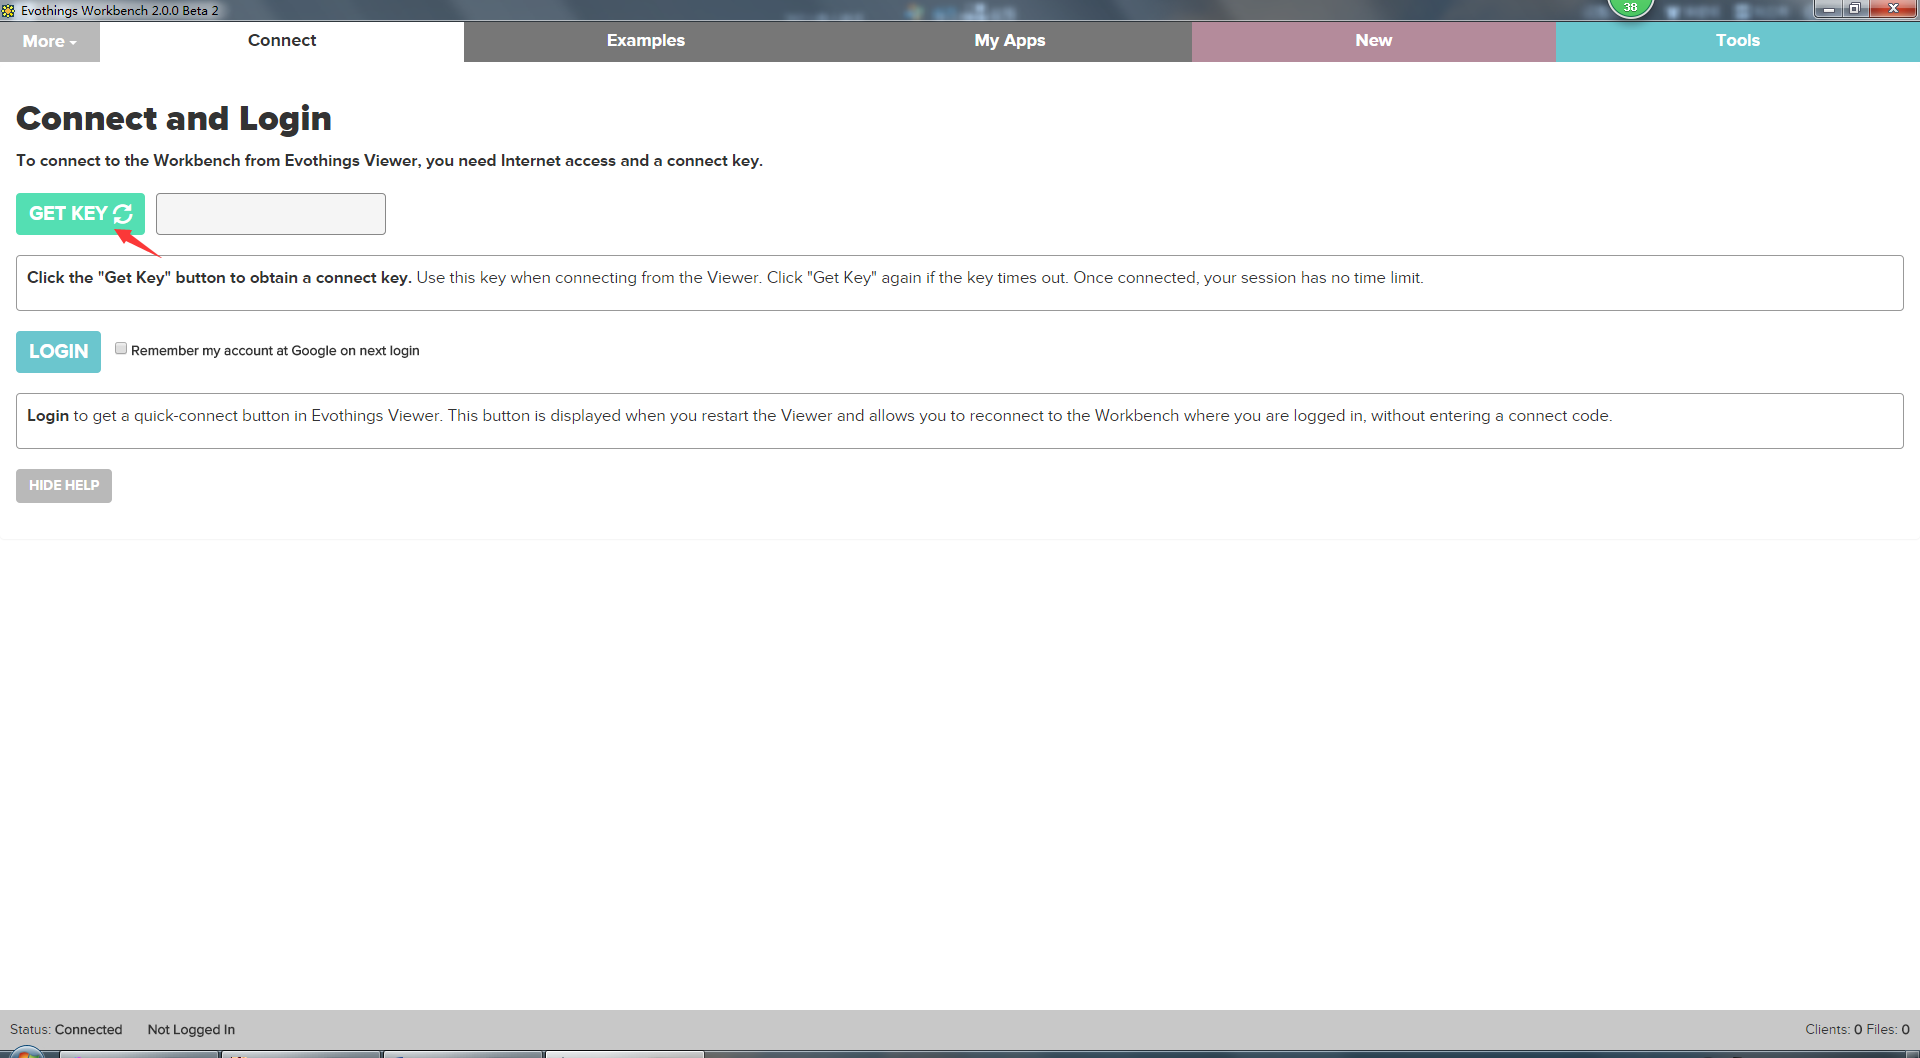 Evothings Workbench 2.0.0 Beta 2
38
More
Connect
Examples
My Apps
New
Tools
Connect and Login
To connect to the Workbench from Evothings Viewer, you need Internet access and a connect key.
GET KEY
Click the "Get Key" button to obtain a connect key. Use this key when connecting from the Viewer. Click "Get Key" again if the key times out. Once connected, your session has no time limit.
LOGIN
Remember my account at Google on next login
Login to get a quick-connect button in Evothings Viewer. This button is displayed when you restart the Viewer and allows you to reconnect to the Workbench where you are logged in, without entering a connect code.
HIDE HELP
Status: Connected
Not Logged In
Clients: 0 Files: 0